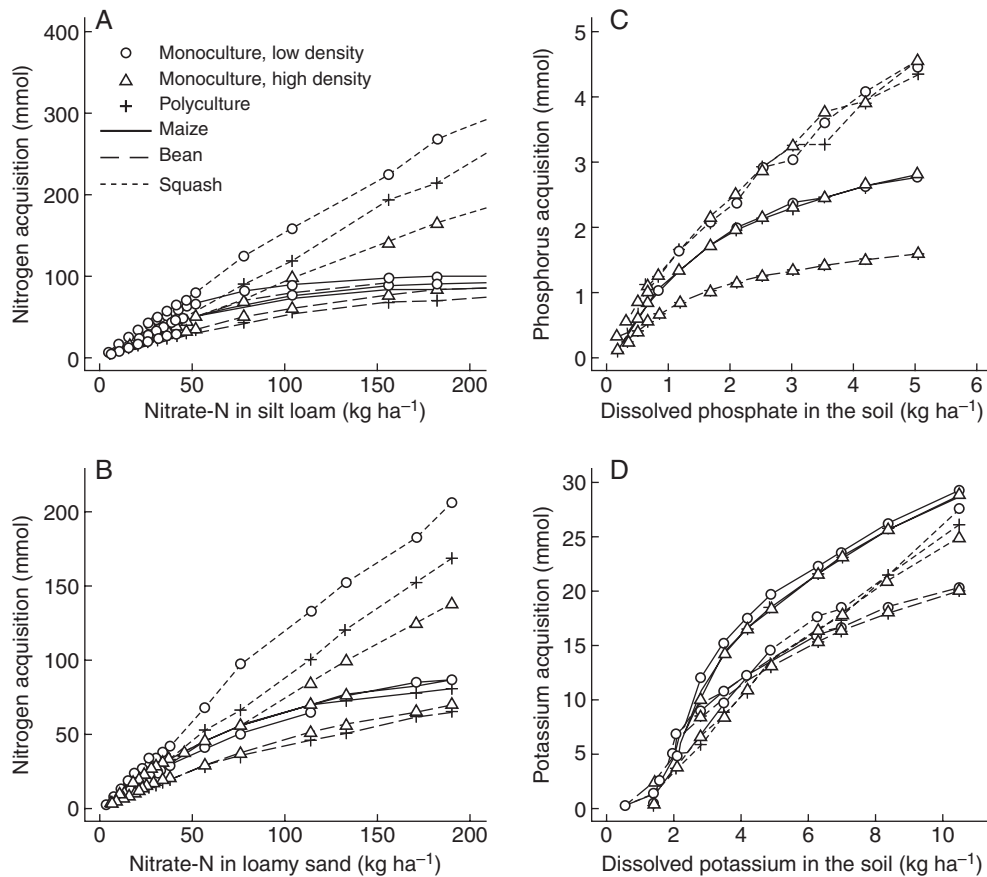 A
Nitrogen acquisition (mmol)
400
300
200
100
0
Monoculture, low density
Monoculture, high density
Polyculture
Maize
Bean
Squash
0 50 100 150 200
Nitrate-N in silt loam (kg ha⁻¹)
C
Phosphorus acquisition (mmol)
5
4
3
2
1
0
0 1 2 3 4 5 6
Dissolved phosphate in the soil (kg ha⁻¹)
B
Nitrogen acquisition (mmol)
200
150
100
50
0
0 50 100 150 200
Nitrate-N in loamy sand (kg ha⁻¹)
D
Potassium acquisition (mmol)
30
25
20
15
10
5
0
0 2 4 6 8 10
Dissolved potassium in the soil (kg ha⁻¹)